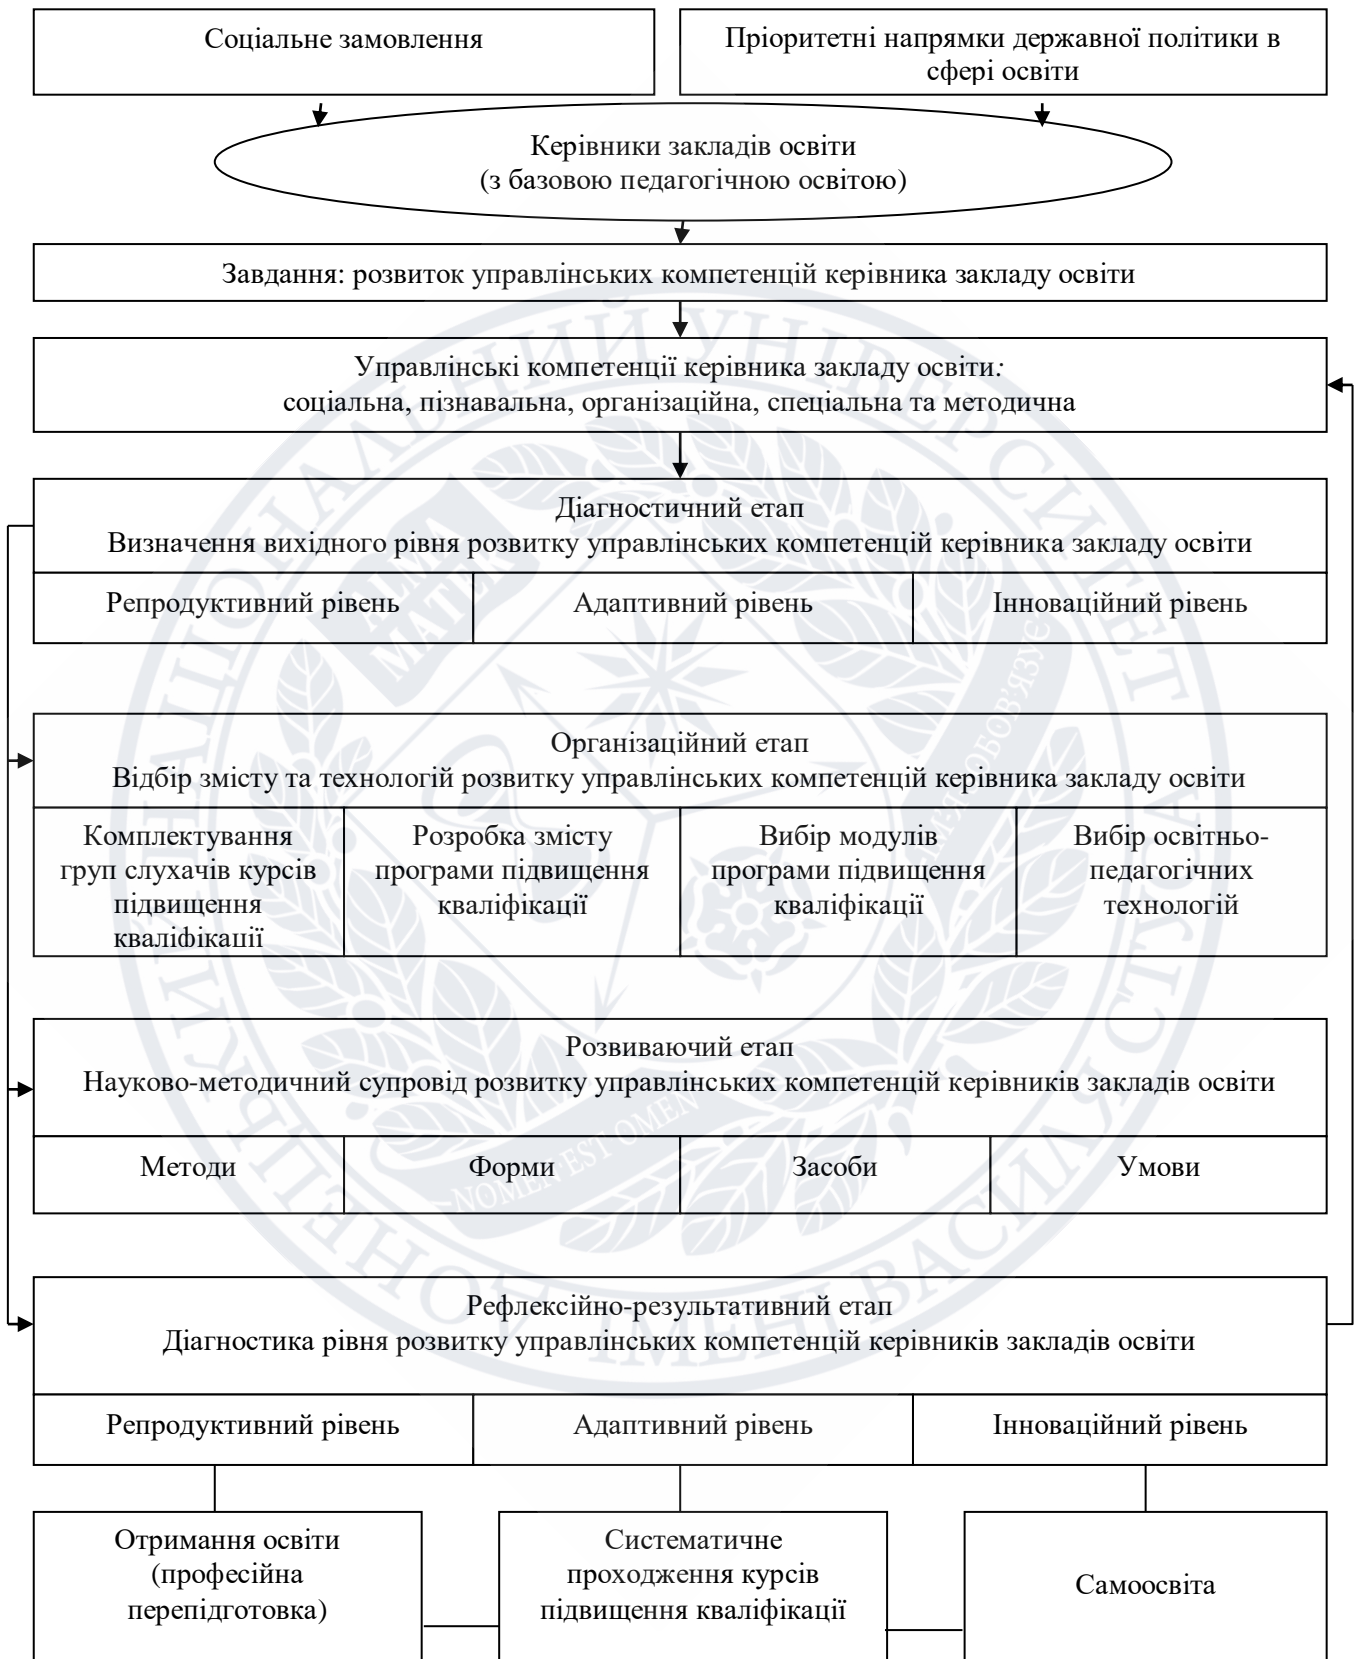 Соціальне замовлення
Пріоритетні напрямки державної політики в
сфері освіти
Керівники закладів освіти
(з базовою педагогічною освітою)
Завдання: розвиток управлінських компетенцій керівника закладу освіти
Управлінські компетенції керівника закладу освіти:
соціальна, пізнавальна, організаційна, спеціальна та методична
Діагностичний етап
Визначення вихідного рівня розвитку управлінських компетенцій керівника закладу освіти
Репродуктивний рівень
Адаптивний рівень
Інноваційний рівень
Організаційний етап
Відбір змісту та технологій розвитку управлінських компетенцій керівника закладу освіти
Комплектування
груп слухачів курсів
підвищення
кваліфікації
Розробка змісту
програми підвищення
кваліфікації
Вибір модулів
програми підвищення
кваліфікації
Вибір освітньо-
педагогічних
технологій
Розвиваючий етап
Науково-методичний супровід розвитку управлінських компетенцій керівників закладів освіти
Методи
Форми
Засоби
Умови
Рефлексійно-результативний етап
Діагностика рівня розвитку управлінських компетенцій керівників закладів освіти
Репродуктивний рівень
Адаптивний рівень
Інноваційний рівень
Отримання освіти
(професійна
перепідготовка)
Систематичне
проходження курсів
підвищення кваліфікації
Самоосвіта
ALMA
MATER
NOMEN EST OMEN